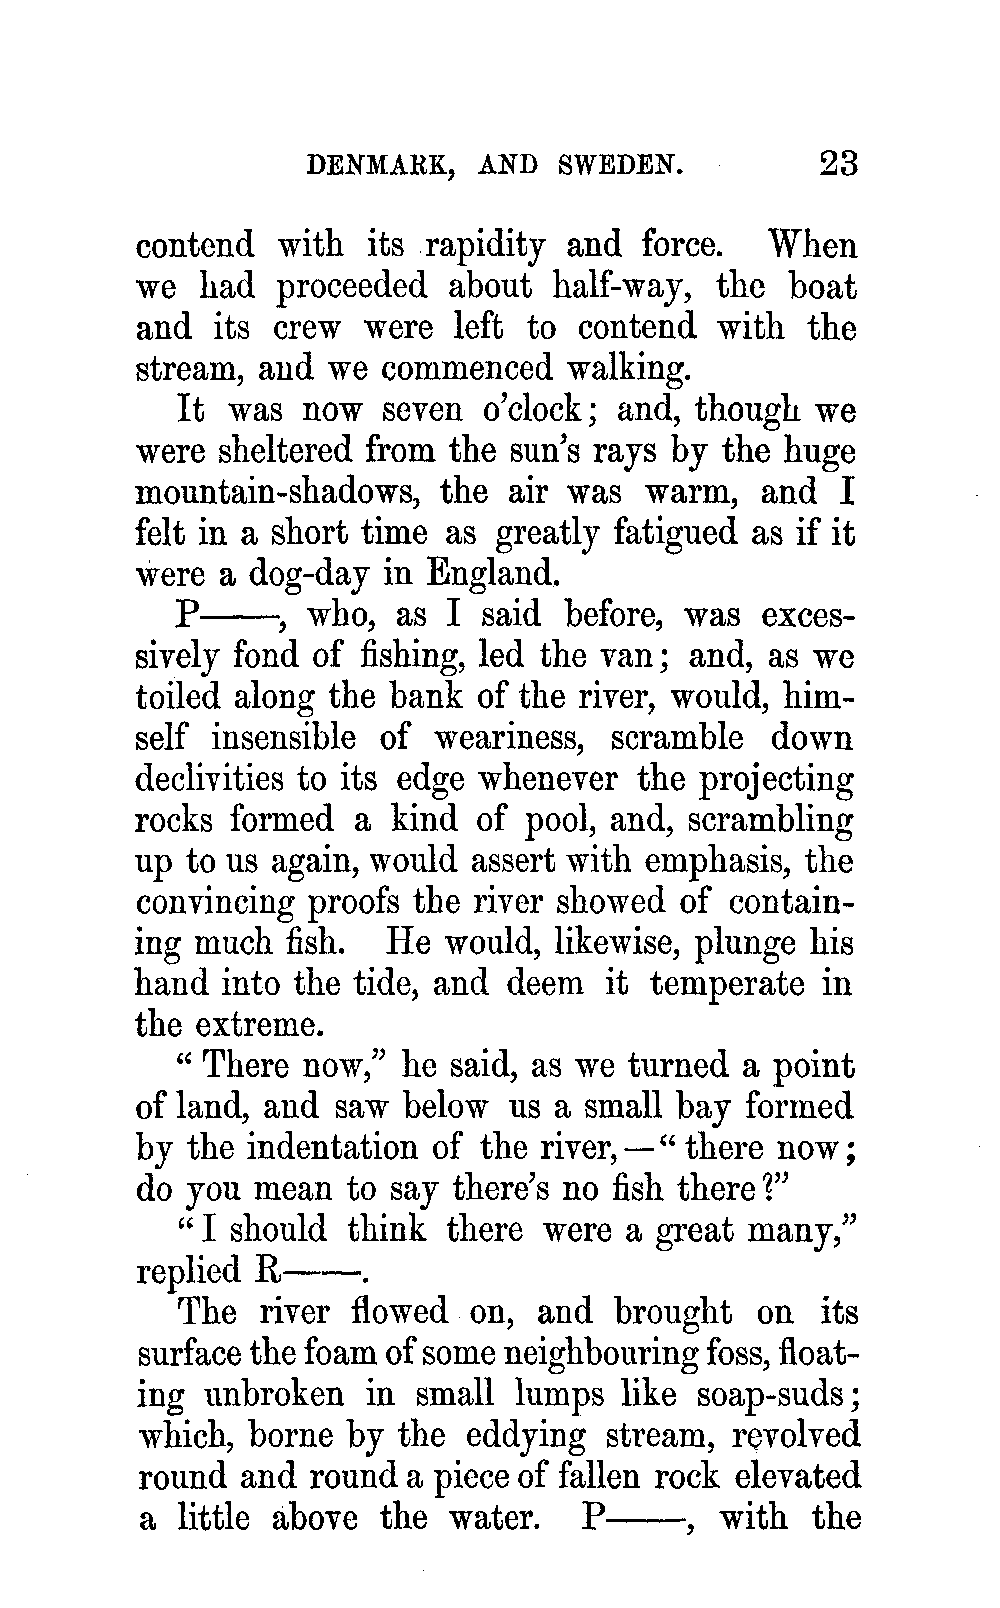 DENMARK, AND SWEDEN. 23
contend with its rapidity and force. When
we had proceeded about half-way, the boat
and its crew were left to contend with the
stream, and we commenced walking.
It was now seven o'clock; and, though we
were sheltered from the sun's rays by the huge
mountain-shadows, the air was warm, and I
felt in a short time as greatly fatigued as if it
were a dog-day in England.
P——, who, as I said before, was exces-
sively fond of fishing, led the van; and, as we
toiled along the bank of the river, would, him-
self insensible of weariness, scramble down
declivities to its edge whenever the projecting
rocks formed a kind of pool, and, scrambling
up to us again, would assert with emphasis, the
convincing proofs the river showed of contain-
ing much fish. He would, likewise, plunge his
hand into the tide, and deem it temperate in
the extreme.
“There now,” he said, as we turned a point
of land, and saw below us a small bay formed
by the indentation of the river,—“there now;
do you mean to say there's no fish there?”
“I should think there were a great many,”
replied R——.
The river flowed on, and brought on its
surface the foam of some neighbouring foss, float-
ing unbroken in small lumps like soap-suds;
which, borne by the eddying stream, revolved
round and round a piece of fallen rock elevated
a little above the water. P——, with the